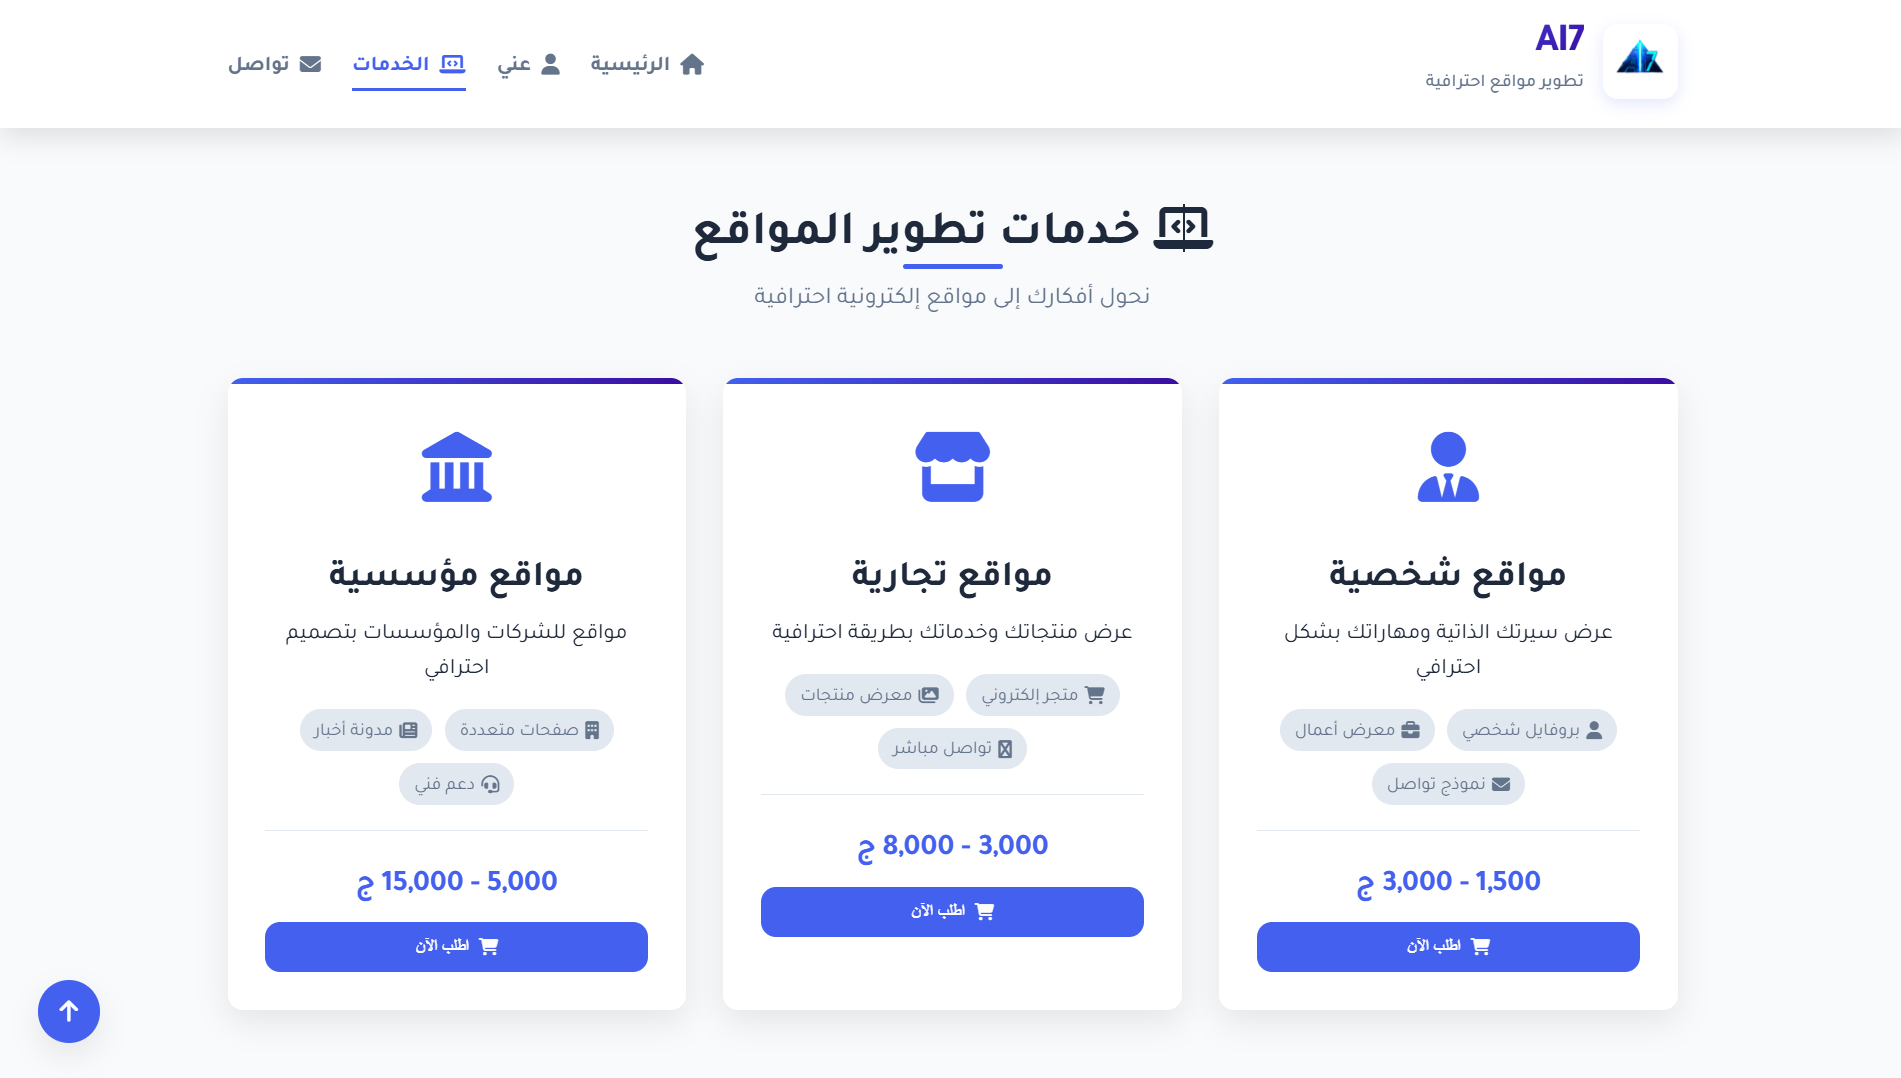 AI7
تطوير مواقع احترافية
الرئيسية
عني
الخدمات
تواصل
خدمات تطوير المواقع
نحول أفكارك إلى مواقع إلكترونية احترافية
مواقع شخصية
عرض سيرتك الذاتية ومهاراتك بشكل
احترافي
بروفايل شخصي
معرض أعمال
نموذج تواصل
1,500 - 3,000 ج
اطلب الآن
مواقع تجارية
عرض منتجاتك وخدماتك بطريقة احترافية
متجر إلكتروني
معرض منتجات
تواصل مباشر
3,000 - 8,000 ج
اطلب الآن
مواقع مؤسسية
مواقع للشركات والمؤسسات بتصميم
احترافي
صفحات متعددة
مدونة أخبار
دعم فني
5,000 - 15,000 ج
اطلب الآن